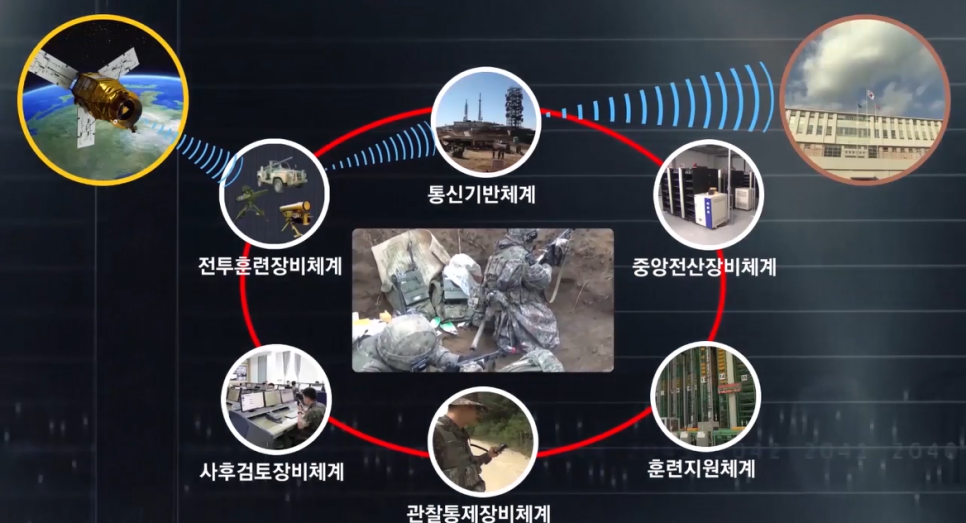 통신기반체계
전투훈련장비체계
중앙전산장비체계
사후검토장비체계
훈련지원체계
관찰통제장비체계